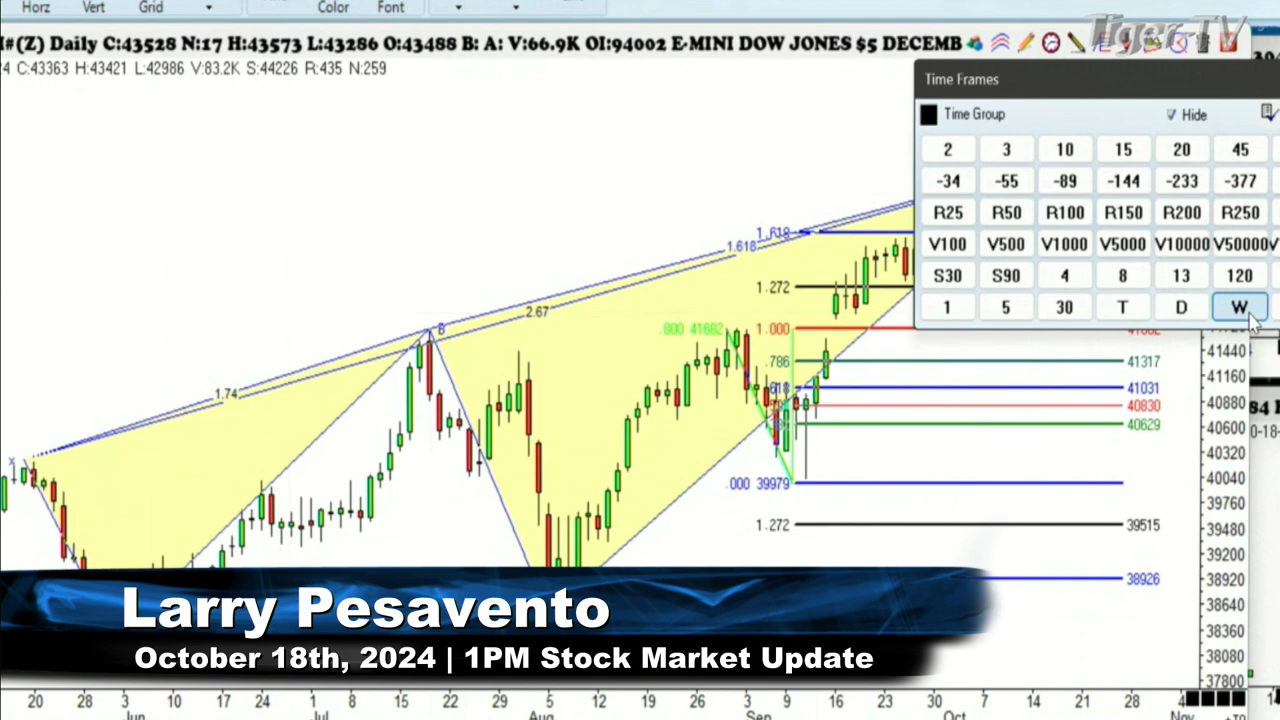 Horz Vert Grid Color Font
Tiger TV
#(Z) Daily C:43528 N:17 H:43573 L:43286 O:43488 B: A: V:66.9K OI:94002 E-MINI DOW JONES $5 DECEMB
24 C:43363 H:43421 L:42986 V:83.2K S:44226 R:435 N:259
Time Frames
Time Group Hide
2 3 10 15 20 45
-34 -55 -89 -144 -233 -377
R25 R50 R100 R150 R200 R250
V100 V500 V1000 V5000 V10000 V50000
S30 S90 4 8 13 120
1 5 30 T D W
1.618
1.618
1.272
2.67
B
.000 41682 1.000
.786 41317
.618 41031
40830
40629
1.74
x
.000 39979
1.272 39515
38926
41440
41160
40880
40600
40320
40040
39760
39480
39200
38920
38640
38360
38080
37800
Larry Pesavento
October 18th, 2024 | 1PM Stock Market Update
20 28 3 10 17 24 1 8 15 22 29 5 12 19 26 3 9 16 23 30 7 14 21 28
Jun Jul Aug Sep Oct Nov